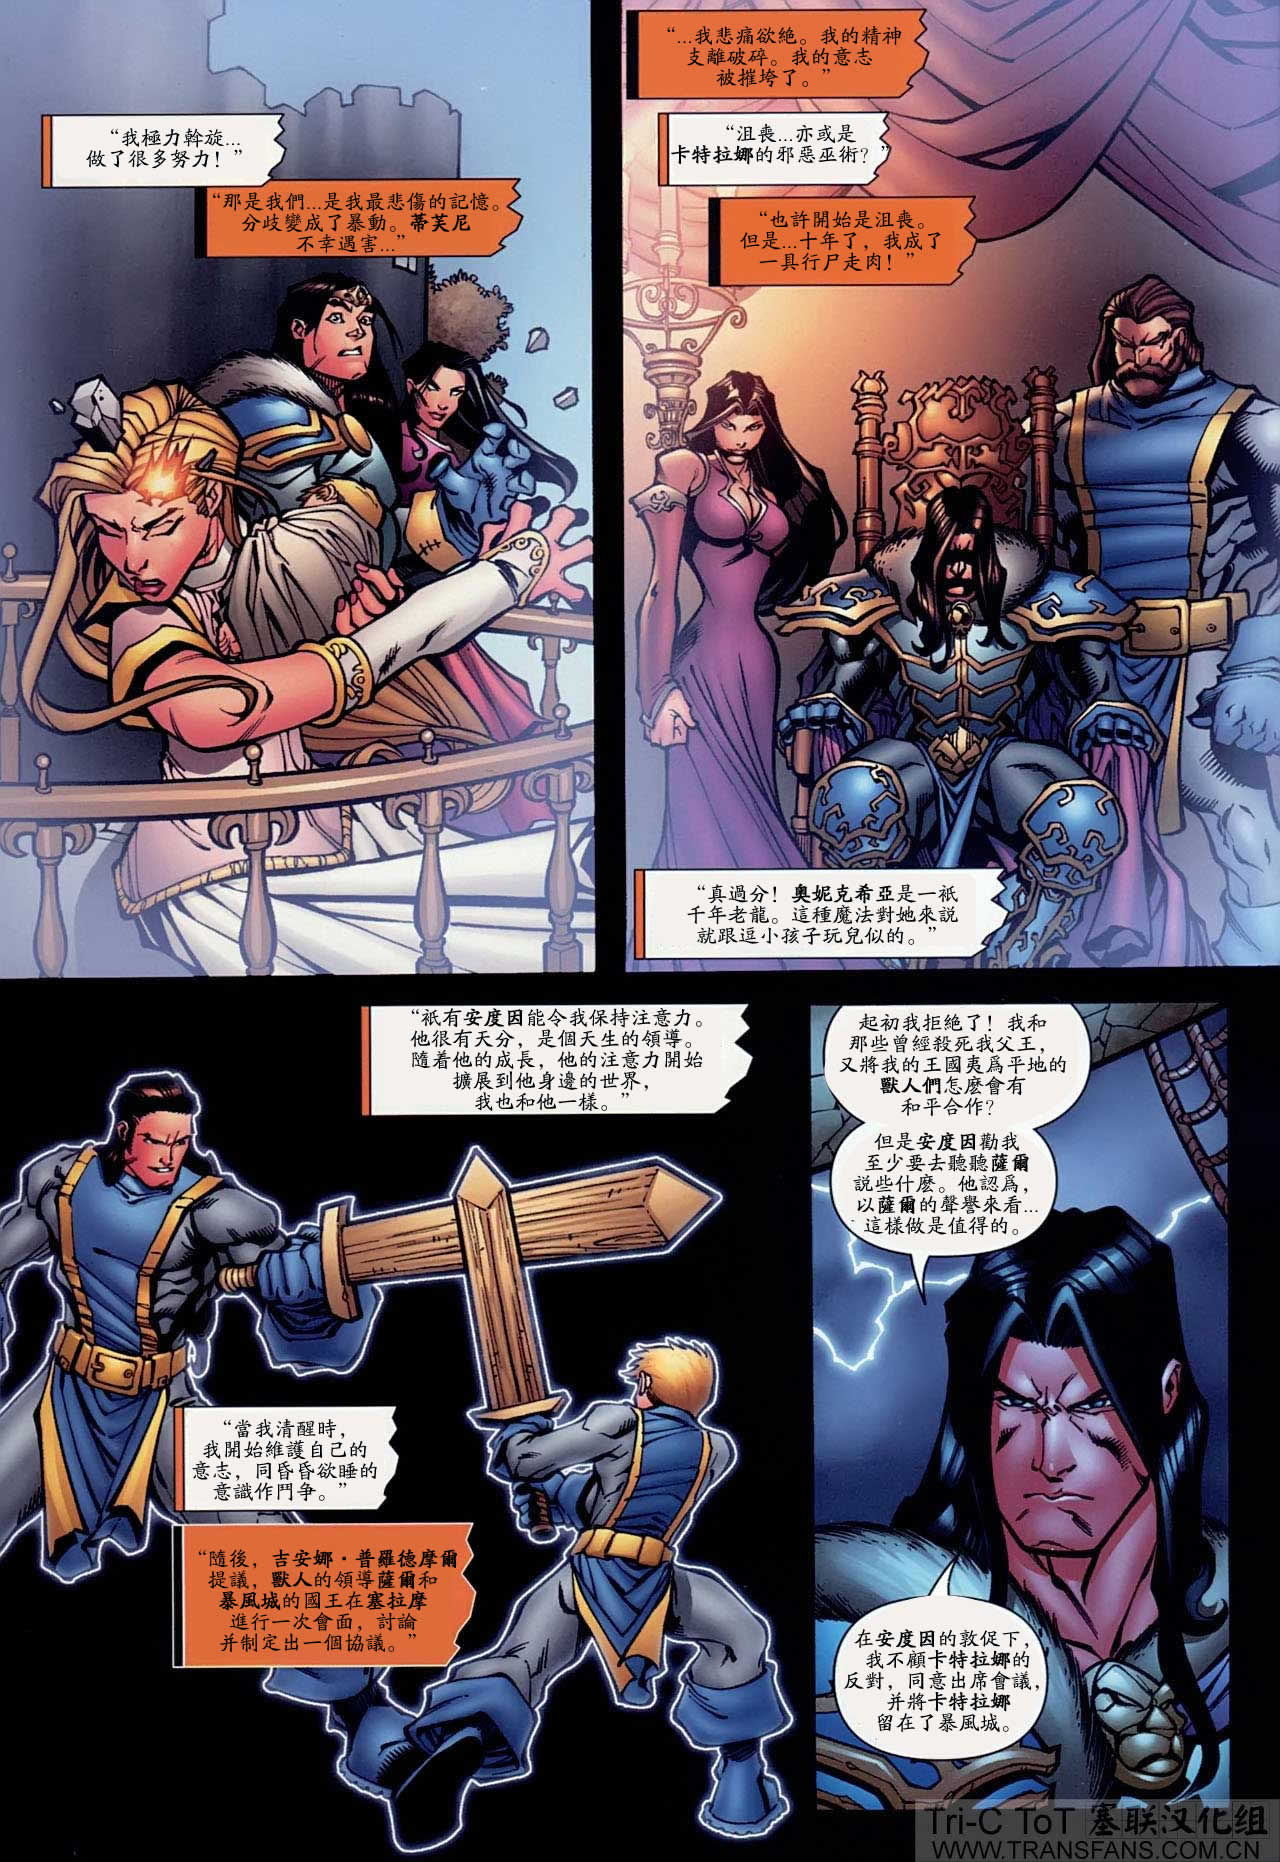 “我極力斡旋…
做了很多努力！”
“那是我們…是我最悲傷的記憶。
分歧變成了暴動。蒂芙尼
不幸遇害…”
“…我悲痛欲絶。我的精神
支離破碎。我的意志
被摧垮了。”
“沮喪…亦或是
卡特拉娜的邪惡巫術？”
“也許開始是沮喪。
但是…十年了，我成了
一具行尸走肉！”
“真過分！奧妮克希亞是一衹
千年老龍。這種魔法對她來説
就跟逗小孩子玩兒似的。”
“衹有安度因能令我保持注意力。
他很有天分，是個天生的領導。
隨着他的成長，他的注意力開始
擴展到他身邊的世界，
我也和他一樣。”
“當我清醒時，
我開始維護自己的
意志，同昏昏欲睡的
意識作鬥争。”
“隨後，吉安娜·普羅德摩爾
提議，獸人的領導薩爾和
暴風城的國王在塞拉摩
進行一次會面，討論
并制定出一個協議。”
起初我拒絶了！我和
那些曾經殺死我父王，
又將我的王國夷爲平地的
獸人們怎麽會有
和平合作？
但是安度因勸我
至少要去聽聽薩爾
説些什麽。他認爲，
以薩爾的聲譽來看…
這樣做是值得的。
在安度因的敦促下，
我不顧卡特拉娜的
反對，同意出席會議，
并將卡特拉娜
留在了暴風城。
Tri-C ToT 塞联汉化组
WWW.TRANSFANS.COM.CN